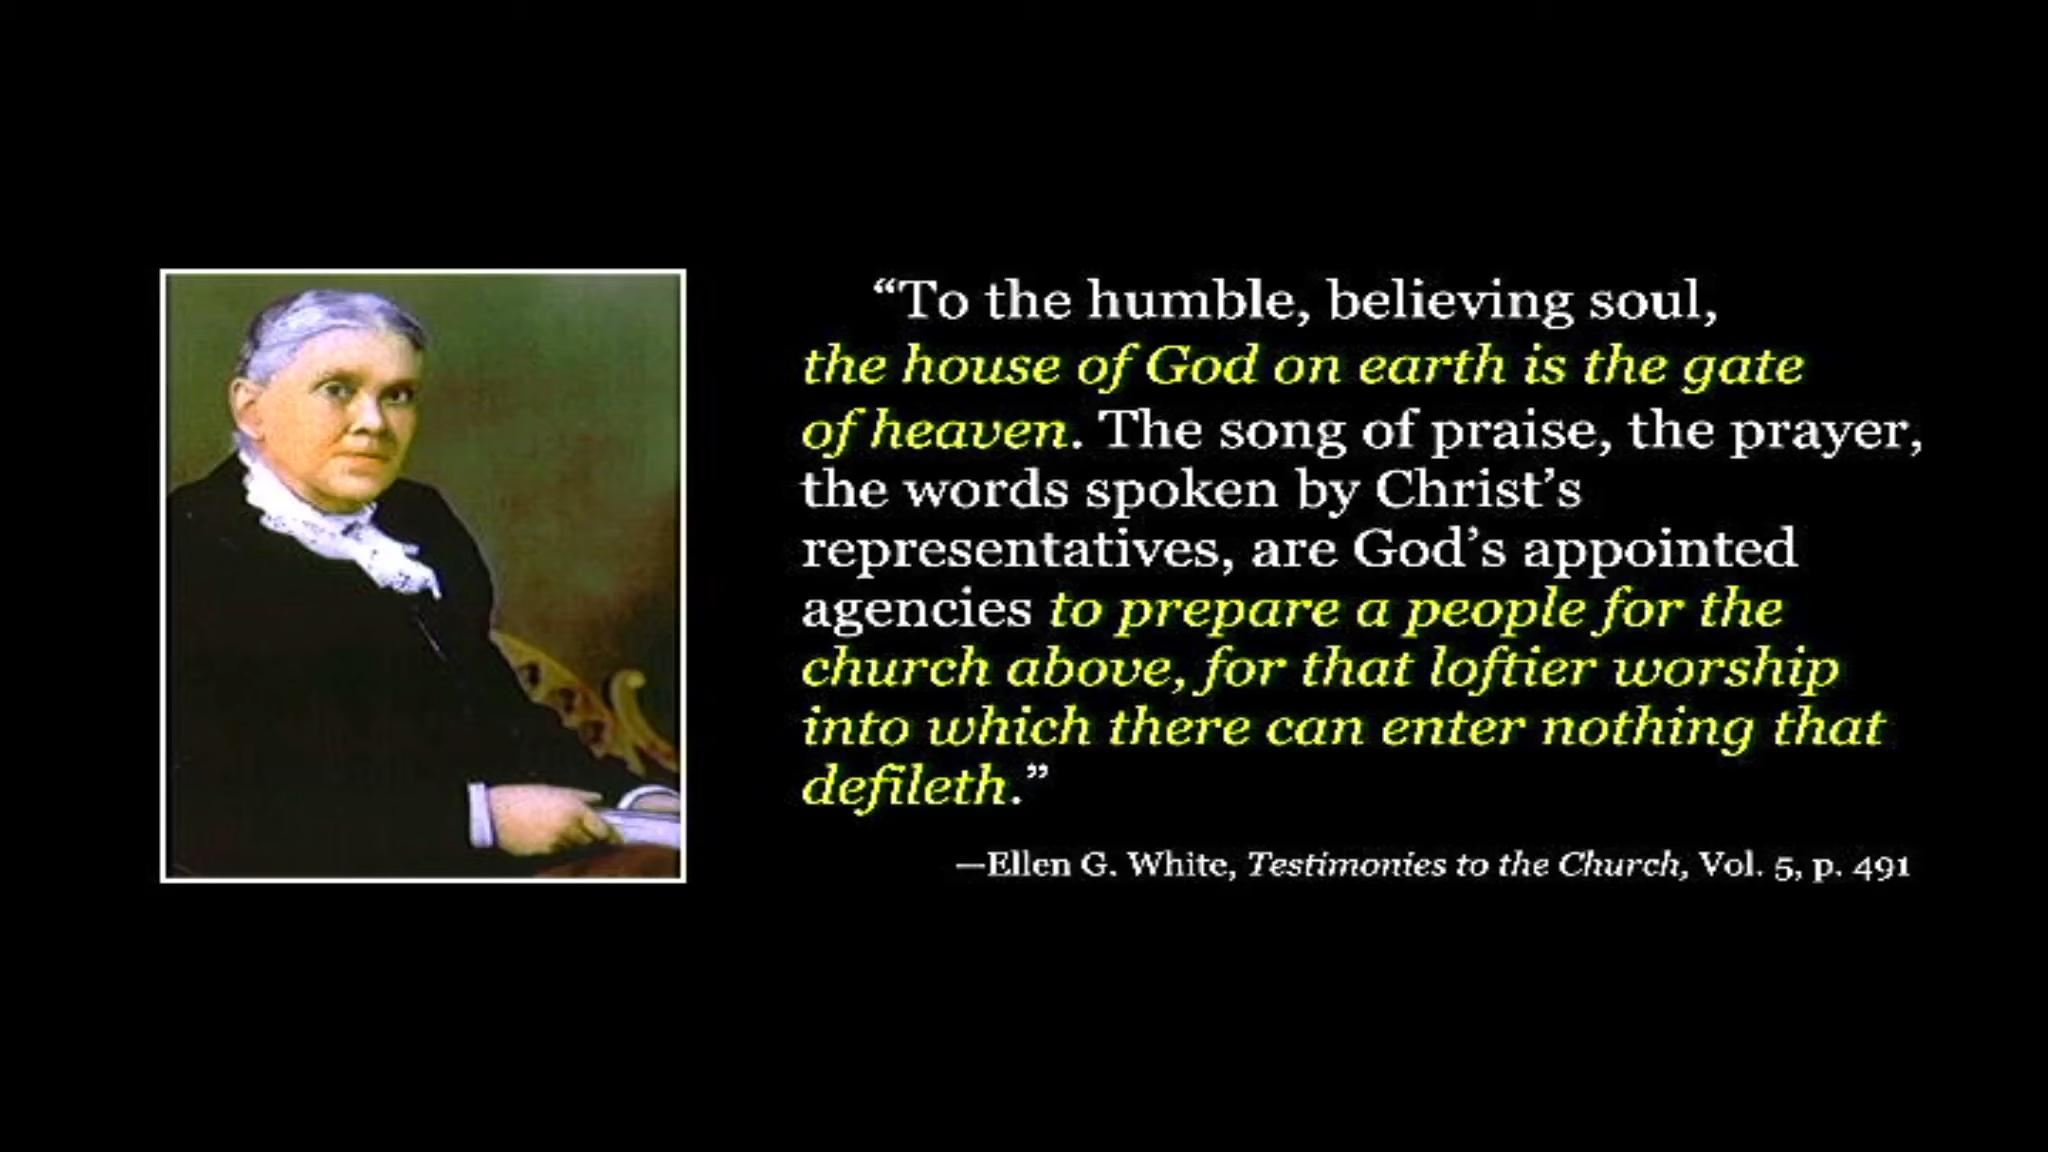 “To the humble, believing soul,
the house of God on earth is the gate
of heaven. The song of praise, the prayer,
the words spoken by Christ’s
representatives, are God’s appointed
agencies to prepare a people for the
church above, for that loftier worship
into which there can enter nothing that
defileth.”
—Ellen G. White, Testimonies to the Church, Vol. 5, p. 491